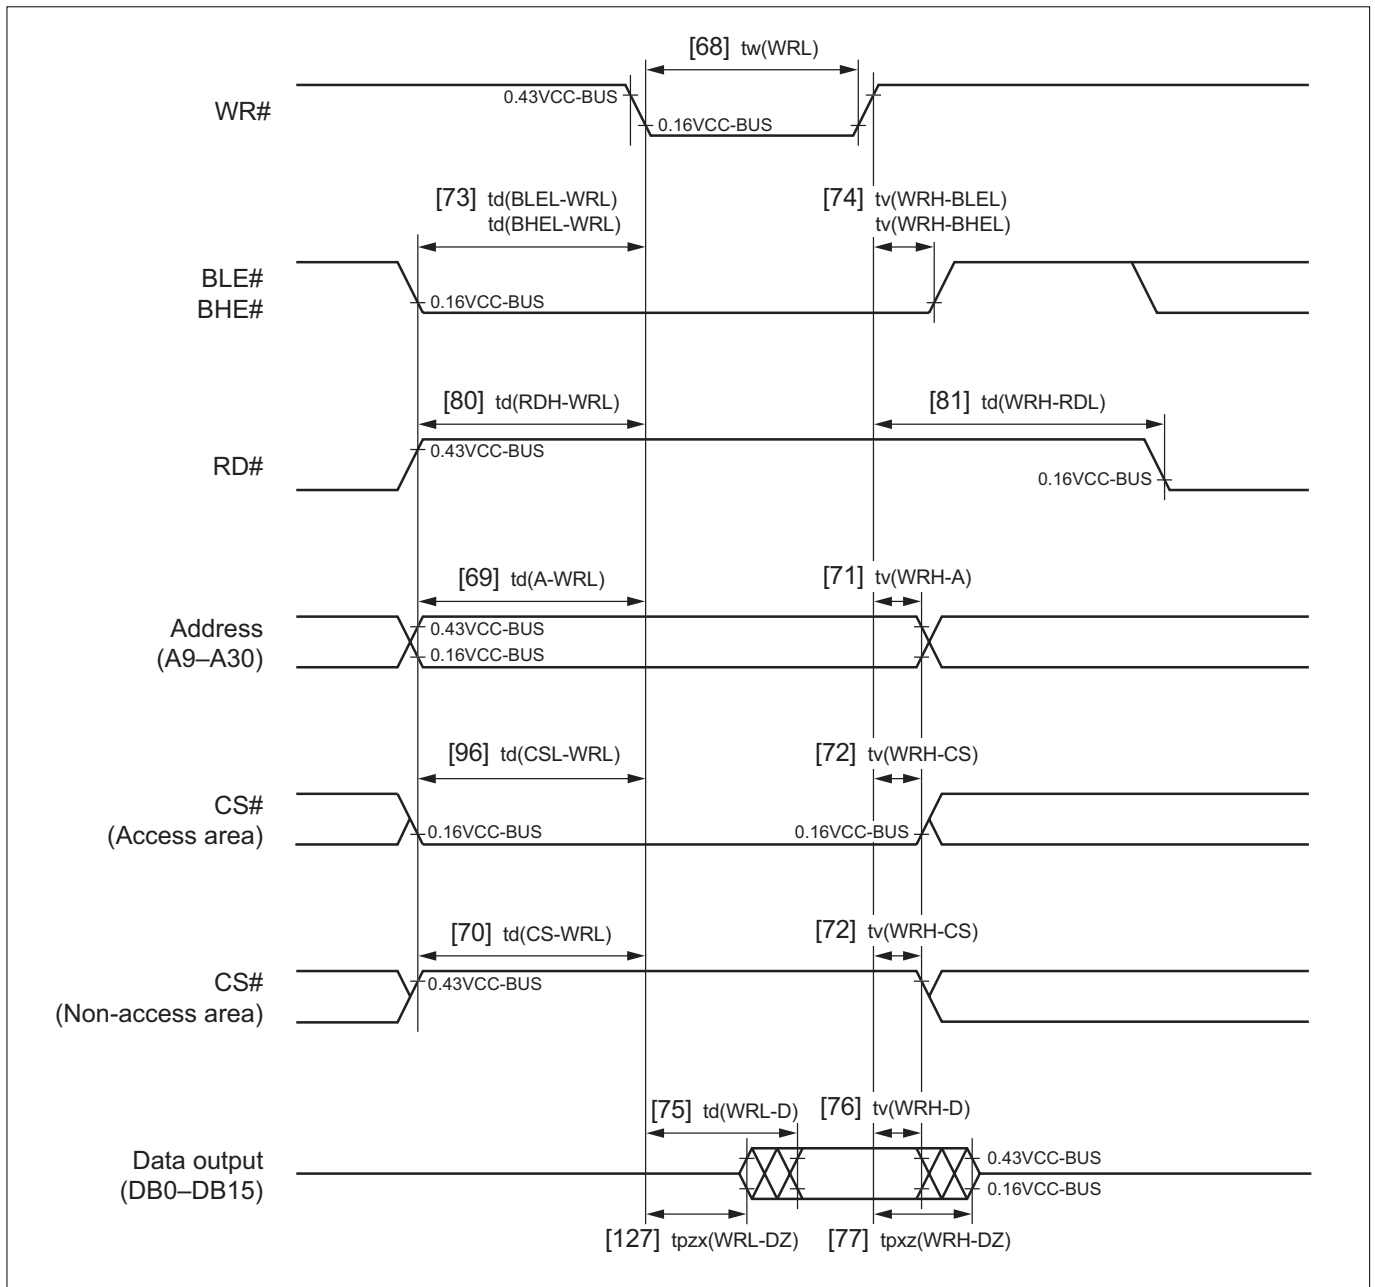 [68] tw(WRL)
WR#
0.43VCC-BUS
0.16VCC-BUS
[73] td(BLEL-WRL)
td(BHEL-WRL)
[74] tv(WRH-BLEL)
tv(WRH-BHEL)
BLE#
BHE#
0.16VCC-BUS
[80] td(RDH-WRL)
[81] td(WRH-RDL)
RD#
0.43VCC-BUS
0.16VCC-BUS
[69] td(A-WRL)
[71] tv(WRH-A)
Address
(A9–A30)
0.43VCC-BUS
0.16VCC-BUS
[96] td(CSL-WRL)
[72] tv(WRH-CS)
CS#
(Access area)
0.16VCC-BUS
0.16VCC-BUS
[70] td(CS-WRL)
[72] tv(WRH-CS)
CS#
(Non-access area)
0.43VCC-BUS
[75] td(WRL-D)
[76] tv(WRH-D)
Data output
(DB0–DB15)
0.43VCC-BUS
0.16VCC-BUS
[127] tpzx(WRL-DZ)
[77] tpxz(WRH-DZ)